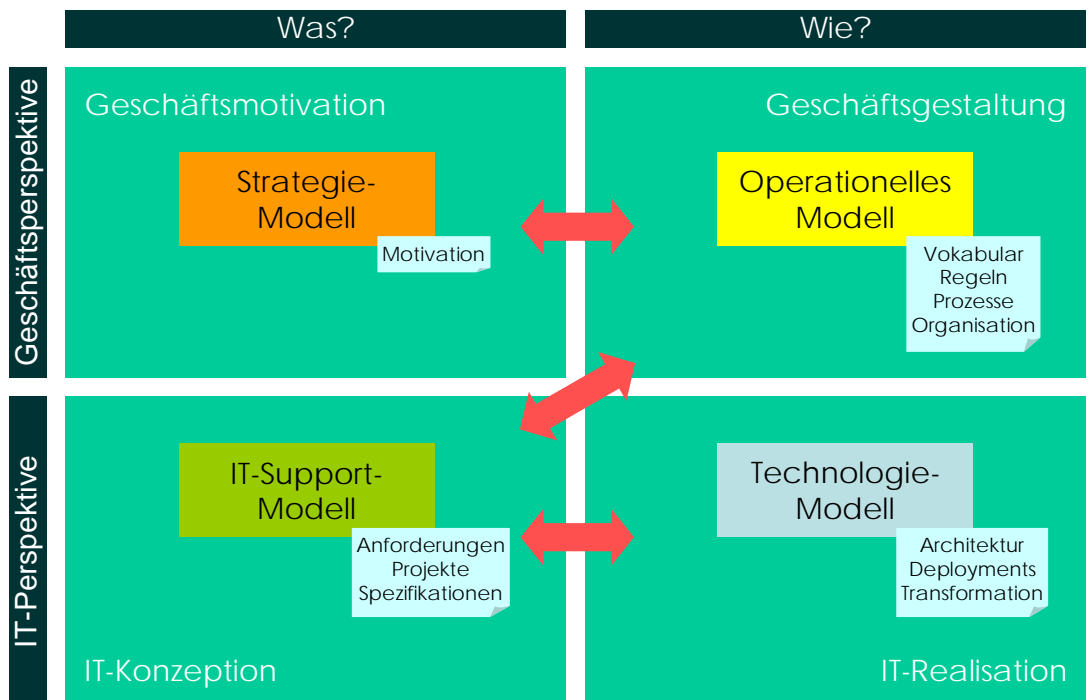 Was?
Wie?
Geschäftsperspektive
Geschäftsmotivation
Strategie-
Modell
Motivation
Geschäftsgestaltung
Operationelles
Modell
Vokabular
Regeln
Prozesse
Organisation
IT-Perspektive
IT-Support-
Modell
Anforderungen
Projekte
Spezifikationen
IT-Konzeption
Technologie-
Modell
Architektur
Deployments
Transformation
IT-Realisation